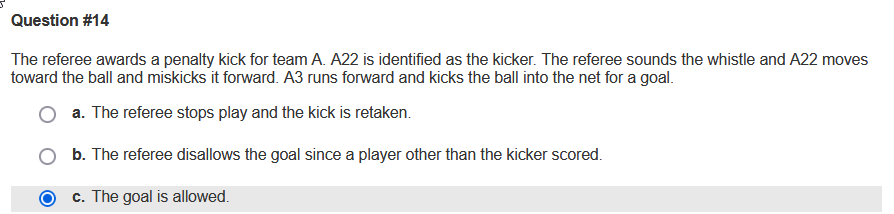 Question #14
The referee awards a penalty kick for team A. A22 is identified as the kicker. The referee sounds the whistle and A22 moves
toward the ball and miskicks it forward. A3 runs forward and kicks the ball into the net for a goal.
a. The referee stops play and the kick is retaken.
b. The referee disallows the goal since a player other than the kicker scored.
c. The goal is allowed.